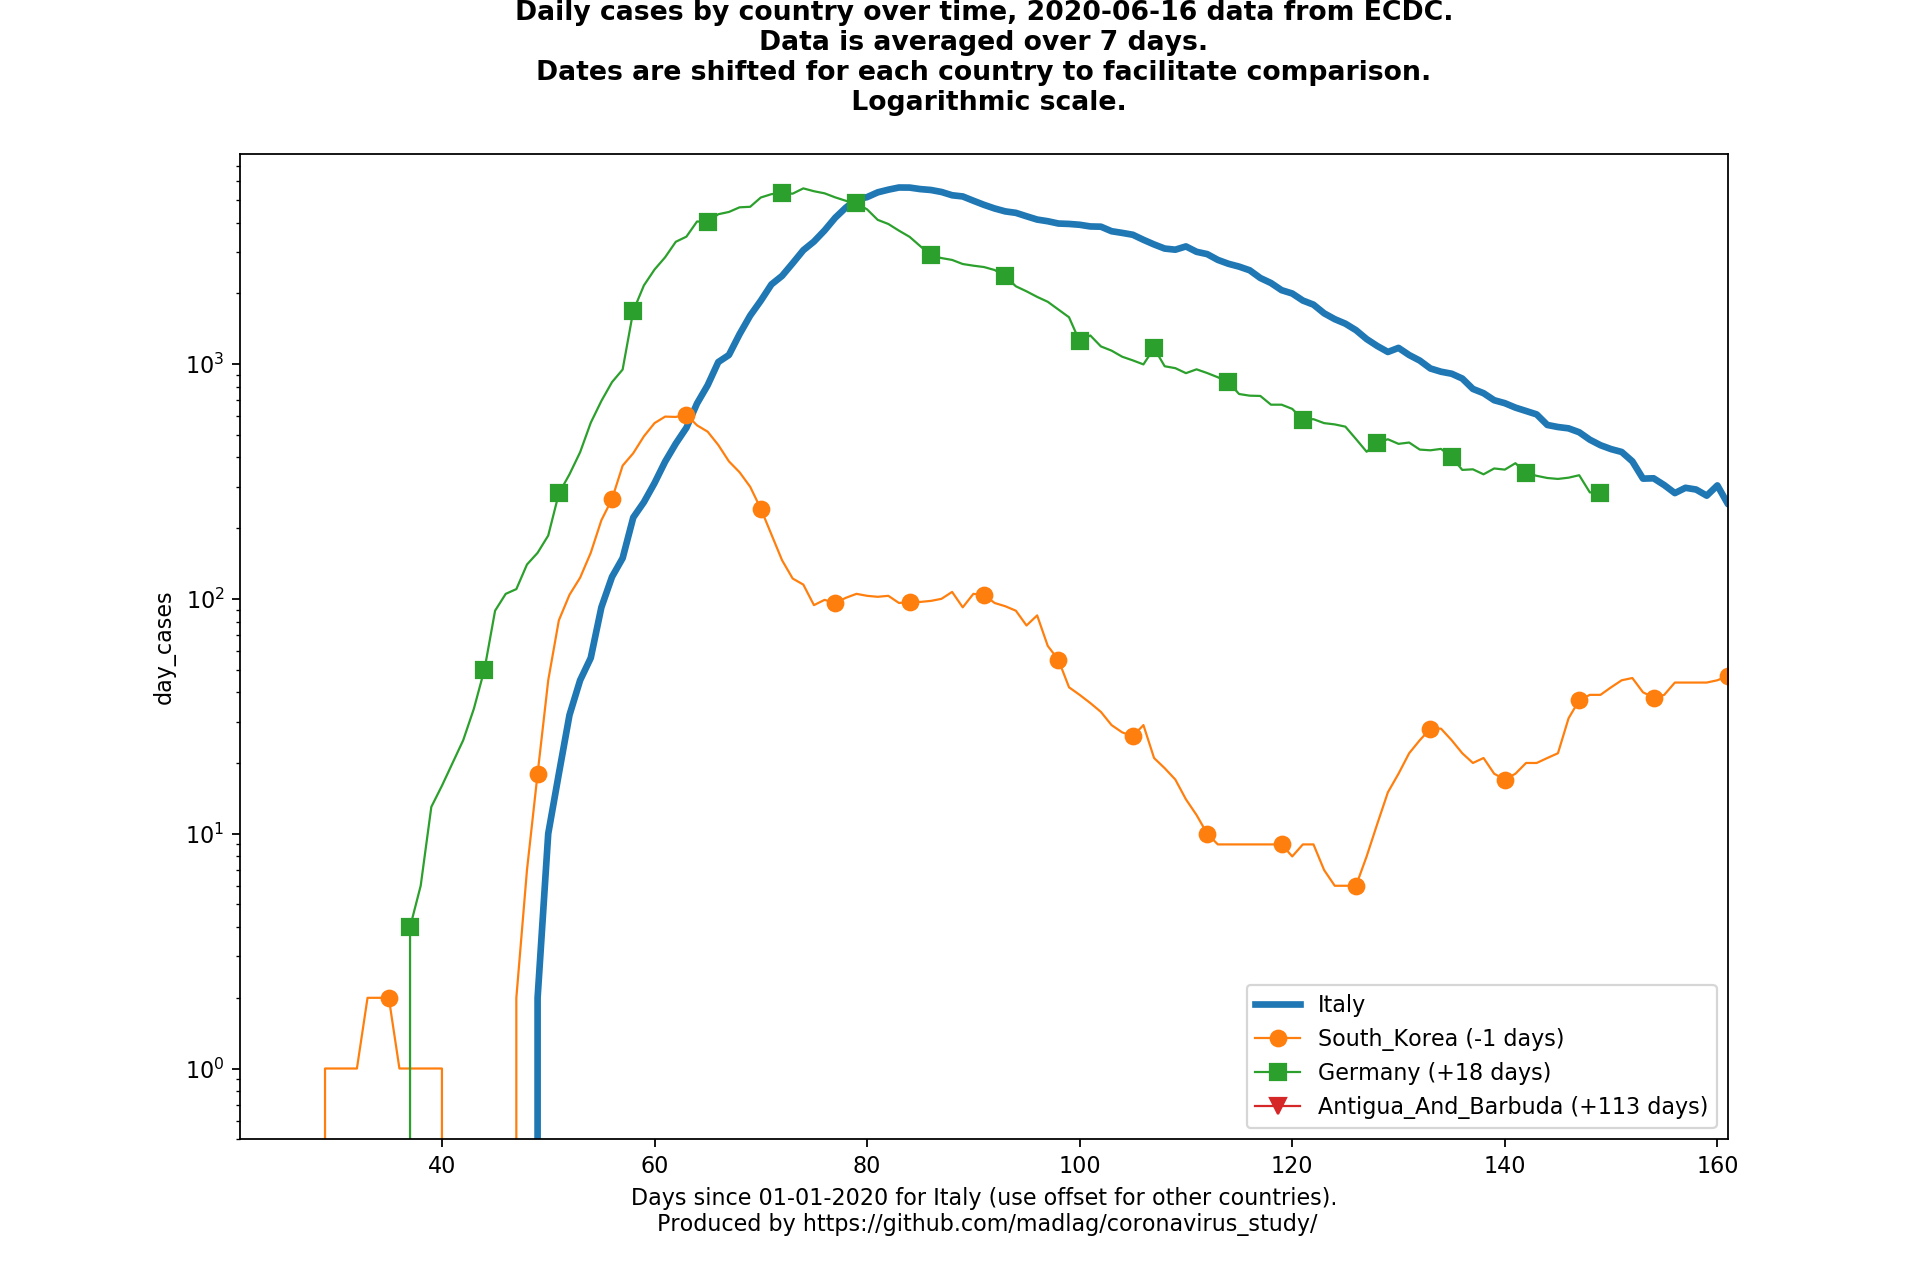 Daily cases by country over time, 2020-06-16 data from ECDC.
Data is averaged over 7 days.
Dates are shifted for each country to facilitate comparison.
Logarithmic scale.
day_cases
10³
10²
10¹
10⁰
Italy
South_Korea (-1 days)
Germany (+18 days)
Antigua_And_Barbuda (+113 days)
40 60 80 100 120 140 160
Days since 01-01-2020 for Italy (use offset for other countries).
Produced by https://github.com/madlag/coronavirus_study/